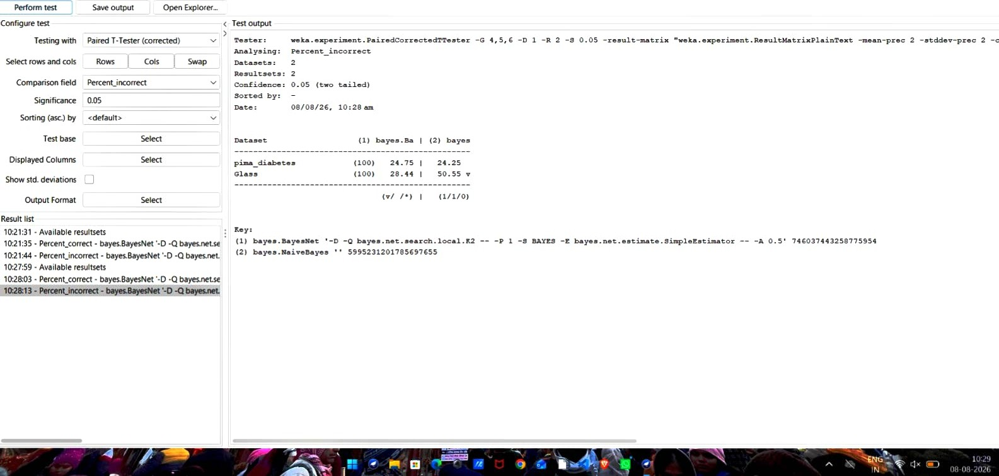 Perform test Save output Open Explorer...
Configure test
Testing with Paired T-Tester (corrected)
Select rows and cols Rows Cols Swap
Comparison field Percent_incorrect
Significance 0.05
Sorting (asc.) by <default>
Test base Select
Displayed Columns Select
Show std. deviations
Output Format Select
Result list
10:21:31 - Available resultsets
10:21:35 - Percent_correct - bayes.BayesNet '-D -Q bayes.net.se
10:21:44 - Percent_incorrect - bayes.BayesNet '-D -Q bayes.net.
10:27:59 - Available resultsets
10:28:03 - Percent_correct - bayes.BayesNet '-D -Q bayes.net.se
10:28:13 - Percent_incorrect - bayes.BayesNet '-D -Q bayes.net.
Test output
Tester: weka.experiment.PairedCorrectedTTester -G 4,5,6 -D 1 -R 2 -S 0.05 -result-matrix "weka.experiment.ResultMatrixPlainText -mean-prec 2 -stddev-prec 2 -c
Analysing: Percent_incorrect
Datasets: 2
Resultsets: 2
Confidence: 0.05 (two tailed)
Sorted by: -
Date: 08/08/26, 10:28 am
Dataset (1) bayes.Ba | (2) bayes
---------------------------------------------------
pima_diabetes (100) 24.75 | 24.25
Glass (100) 28.44 | 50.55 v
---------------------------------------------------
(v/ /*) | (1/1/0)
Key:
(1) bayes.BayesNet '-D -Q bayes.net.search.local.K2 -- -P 1 -S BAYES -E bayes.net.estimate.SimpleEstimator -- -A 0.5' 746037443258775954
(2) bayes.NaiveBayes '' 5995231201785697655
ENG
IN
10:29
08-08-2026